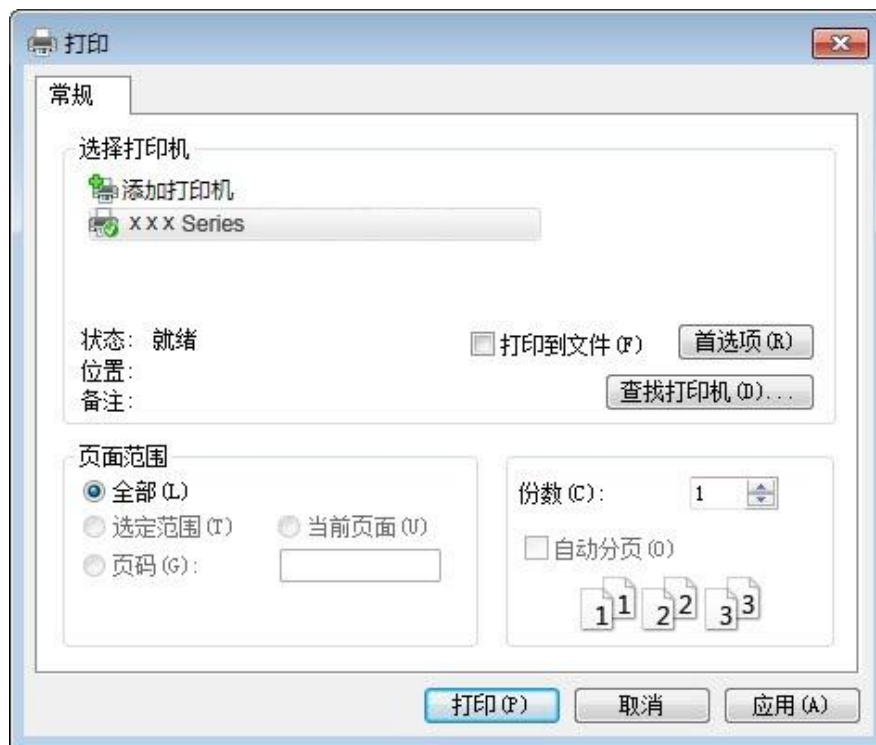 打印
常规
选择打印机
添加打印机
XXX Series
状态: 就绪
位置:
备注:
打印到文件(F)
首选项(R)
查找打印机(D)...
页面范围
全部(L)
选定范围(T) 当前页面(U)
页码(G):
份数(C): 1
自动分页(O)
1 1 2 2 3 3
打印(P) 取消 应用(A)